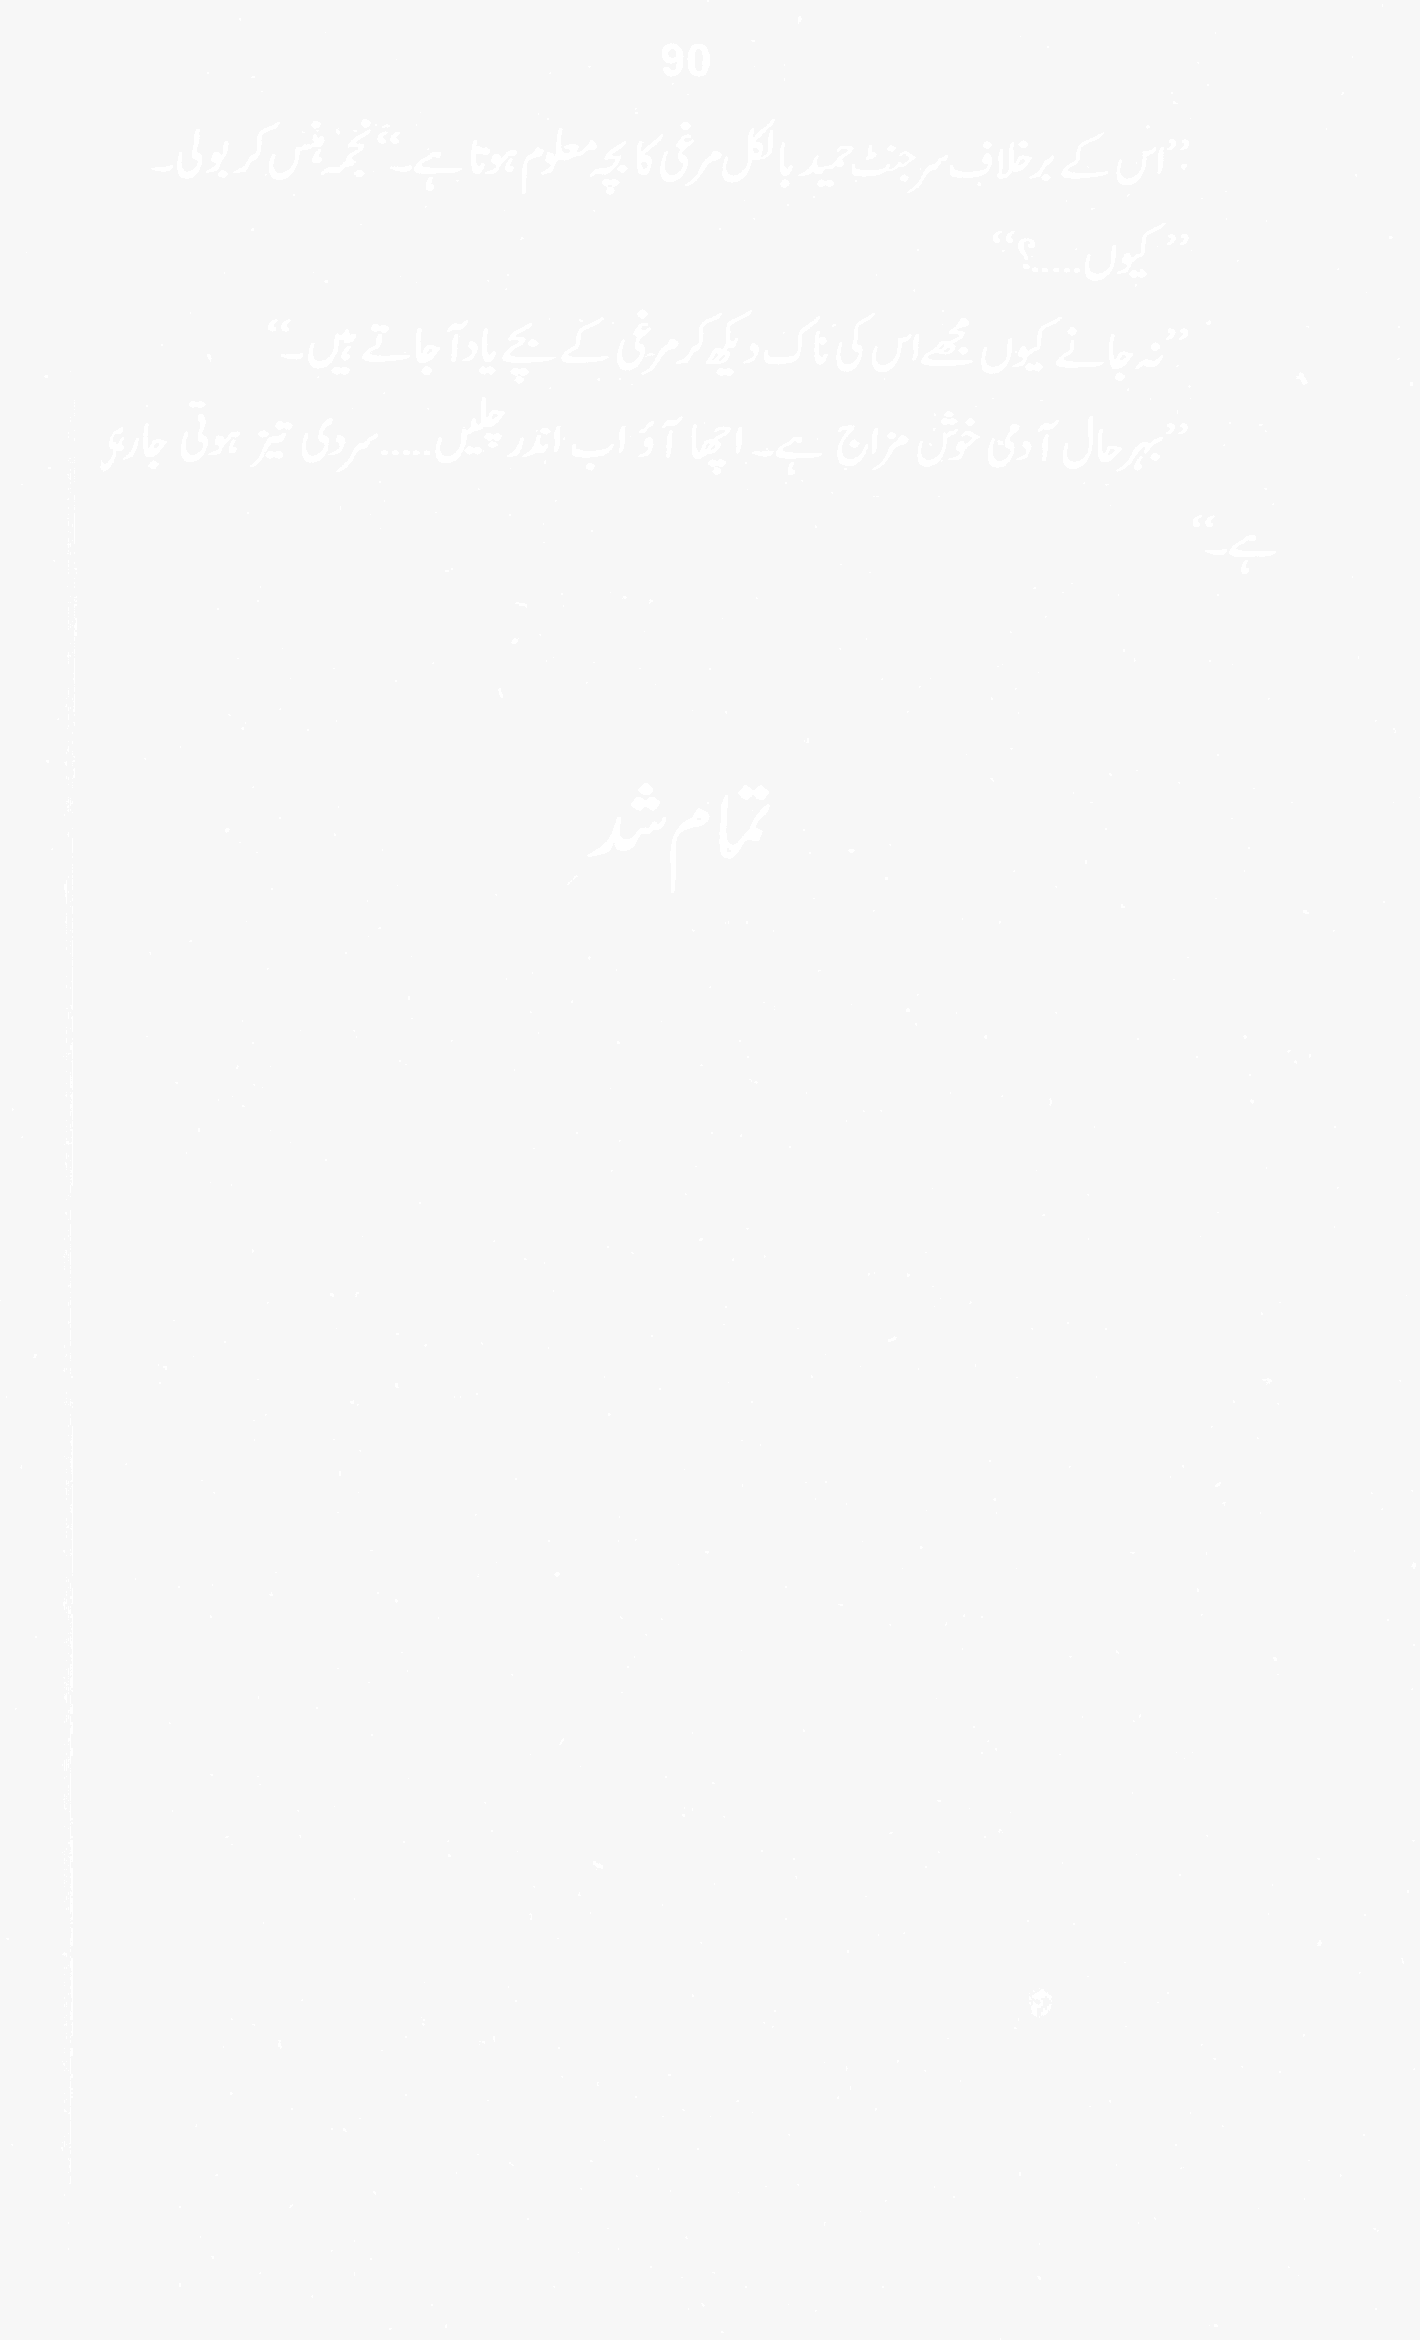 90
”اس کے برخلاف سرجنٹ حمید بالکل مرغی کا بچہ معلوم ہوتا ہے۔“ نجمہ ہنس کر بولی۔
”کیوں.....؟“
”نہ جانے کیوں مجھے اس کی ناک دیکھ کر مرغی کے بچے یاد آ جاتے ہیں۔“
”بہرحال آدمی خوش مزاج ہے۔ اچھا آؤ اب اندر چلیں..... سردی تیز ہوتی جارہی
ہے۔“
تمام شد